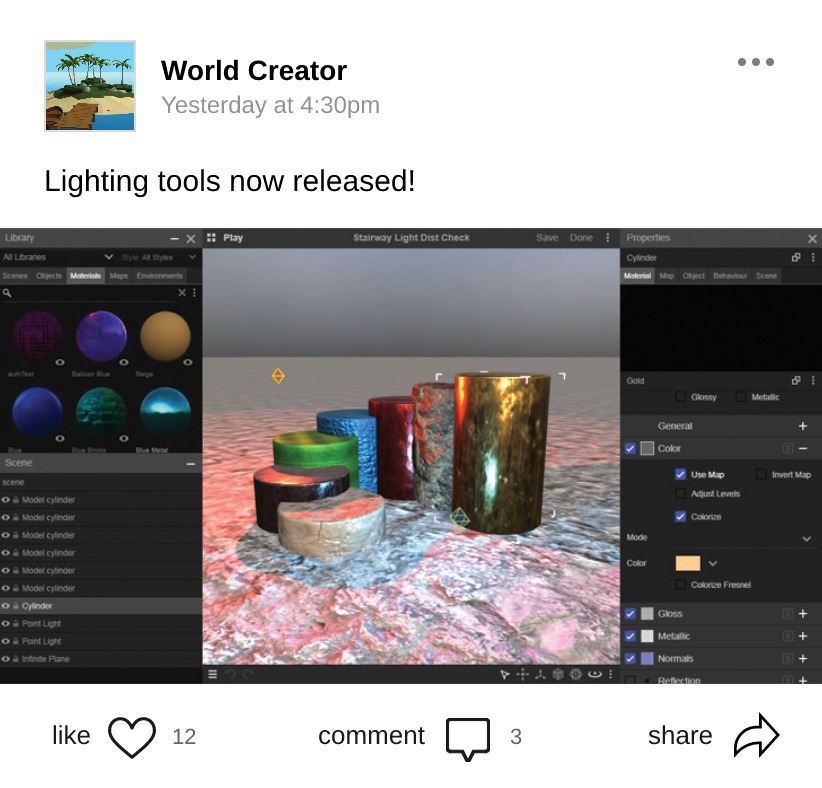 World Creator
Yesterday at 4:30pm
Lighting tools now released!
Library
All Libraries Style: All Styles
Scenes Objects Materials Maps Environments
authTest Balloon Blue Beige
Blue Blue Bricks Blue Metal
Scene
scene
Model cylinder
Model cylinder
Model cylinder
Model cylinder
Model cylinder
Model cylinder
Cylinder
Point Light
Point Light
Infinite Plane
Play Stairway Light Dist Check Save Done
Properties
Cylinder
Material Map Object Behaviour Scene
Gold
Glossy Metallic
General
Color S
Use Map Invert Map
Adjust Levels
Colorize
Mode
Color
Colorize Fresnel
Gloss S
Metallic S
Normals S
Reflection S
like 12 comment 3 share